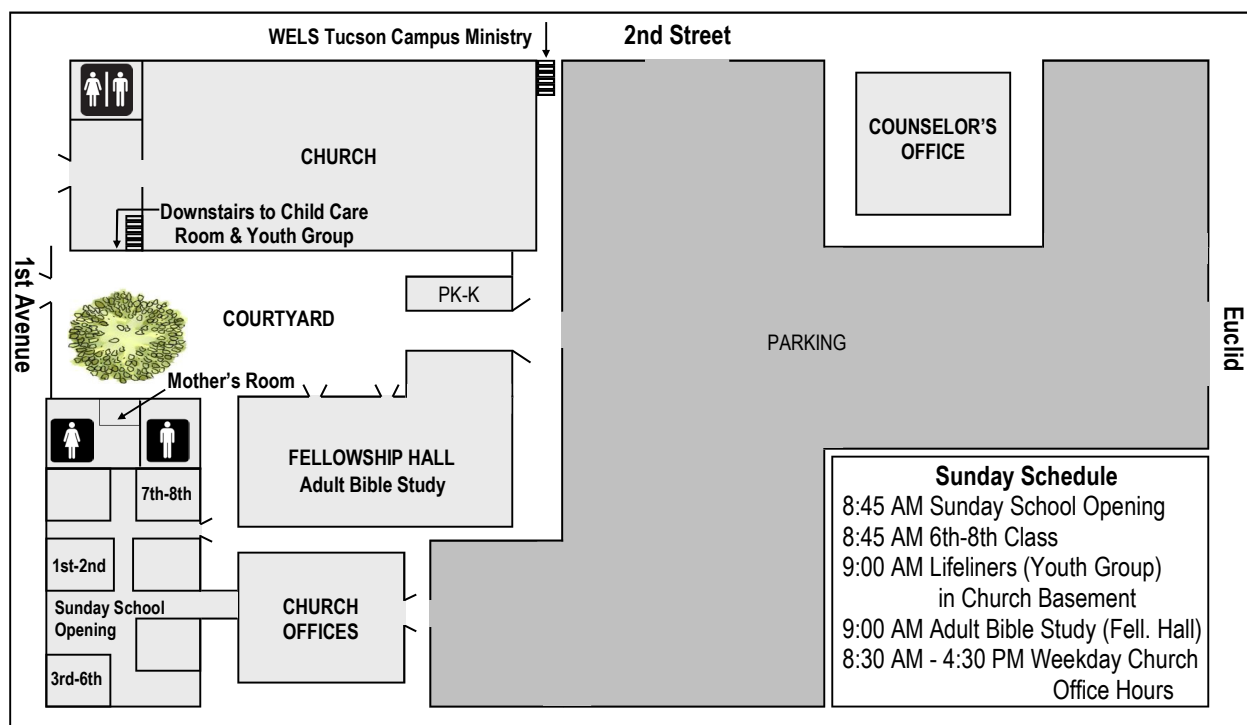 WELS Tucson Campus Ministry
2nd Street
CHURCH
COUNSELOR'S
OFFICE
Downstairs to Child Care
Room & Youth Group
1st Avenue
PK-K
COURTYARD
PARKING
Euclid
Mother's Room
FELLOWSHIP HALL
Adult Bible Study
7th-8th
1st-2nd
Sunday School
Opening
3rd-6th
CHURCH
OFFICES
Sunday Schedule
8:45 AM Sunday School Opening
8:45 AM 6th-8th Class
9:00 AM Lifeliners (Youth Group)
in Church Basement
9:00 AM Adult Bible Study (Fell. Hall)
8:30 AM - 4:30 PM Weekday Church
Office Hours